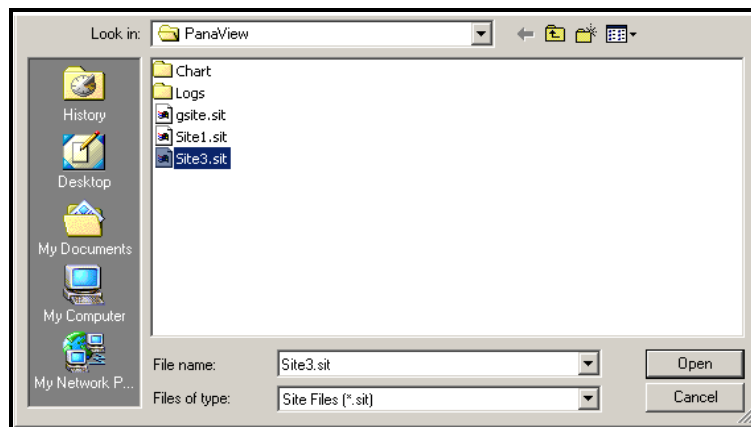 Look in: PanaView
Chart
Logs
gsite.sit
Site1.sit
Site3.sit
History
Desktop
My Documents
My Computer
My Network P...
File name: Site3.sit Open
Files of type: Site Files (*.sit) Cancel